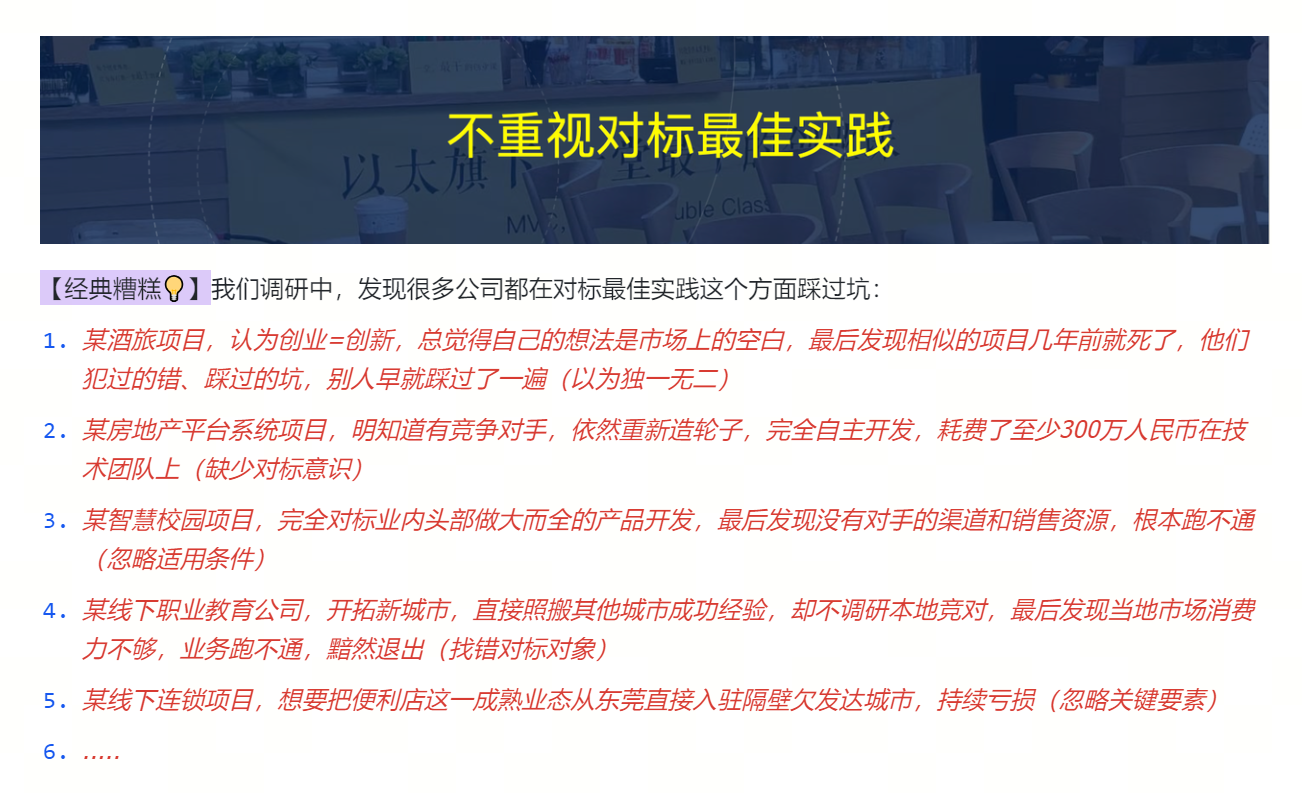 不重视对标最佳实践
以太旗下
MVC,
uble Class
【经典糟糕💡】我们调研中，发现很多公司都在对标最佳实践这个方面踩过坑：
1. 某酒旅项目，认为创业=创新，总觉得自己的想法是市场上的空白，最后发现相似的项目几年前就死了，他们
犯过的错、踩过的坑，别人早就踩过了一遍（以为独一无二）
2. 某房地产平台系统项目，明知道有竞争对手，依然重新造轮子，完全自主开发，耗费了至少300万人民币在技
术团队上（缺少对标意识）
3. 某智慧校园项目，完全对标业内头部做大而全的产品开发，最后发现没有对手的渠道和销售资源，根本跑不通
（忽略适用条件）
4. 某线下职业教育公司，开拓新城市，直接照搬其他城市成功经验，却不调研本地竞对，最后发现当地市场消费
力不够，业务跑不通，黯然退出（找错对标对象）
5. 某线下连锁项目，想要把便利店这一成熟业态从东莞直接入驻隔壁欠发达城市，持续亏损（忽略关键要素）
6. .....